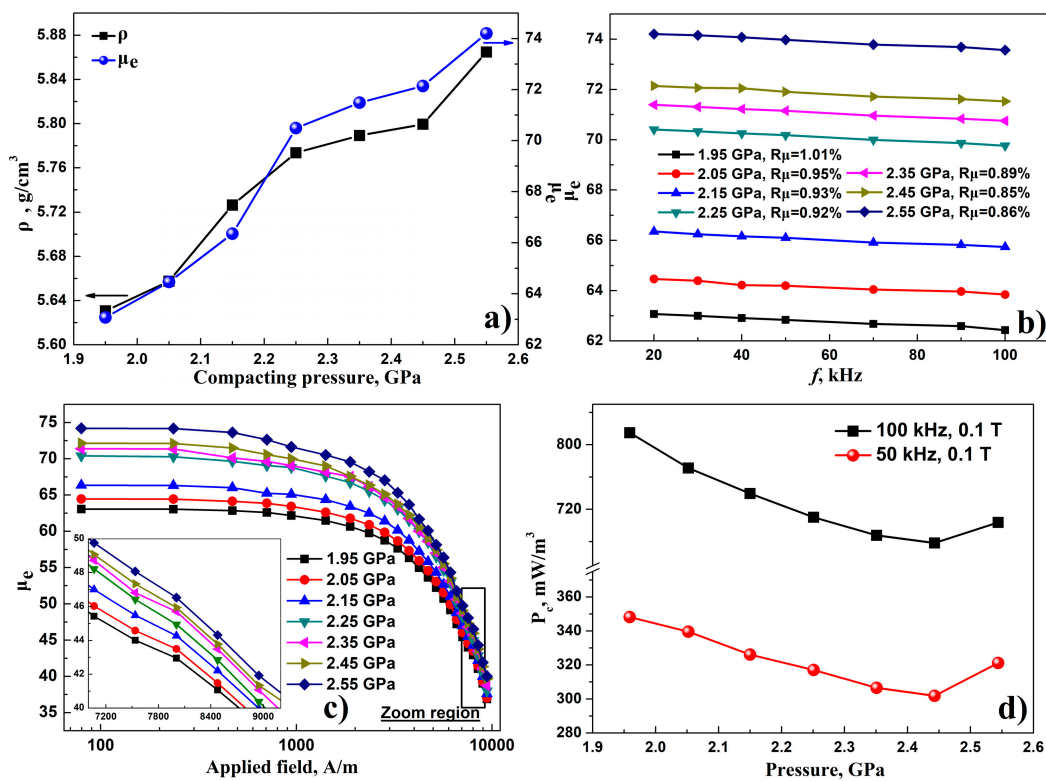 a)
ρ
μe
5.88
5.84
5.80
5.76
5.72
5.68
5.64
5.60
ρ , g/cm³
74
72
70
68
66
64
62
μe
1.9 2.0 2.1 2.2 2.3 2.4 2.5 2.6
Compacting pressure, GPa
b)
76
74
72
70
68
66
64
62
μe
1.95 GPa, Rμ=1.01%
2.05 GPa, Rμ=0.95%
2.15 GPa, Rμ=0.93%
2.25 GPa, Rμ=0.92%
2.35 GPa, Rμ=0.89%
2.45 GPa, Rμ=0.85%
2.55 GPa, Rμ=0.86%
20 40 60 80 100
f, kHz
c)
75
70
65
60
55
50
45
40
35
μe
50
48
46
44
42
40
7200 7800 8400 9000
1.95 GPa
2.05 GPa
2.15 GPa
2.25 GPa
2.35 GPa
2.45 GPa
2.55 GPa
Zoom region
100 1000 10000
Applied field, A/m
d)
100 kHz, 0.1 T
50 kHz, 0.1 T
800
720
360
340
320
300
Pc, mW/m³
1.9 2.0 2.1 2.2 2.3 2.4 2.5 2.6
Pressure, GPa